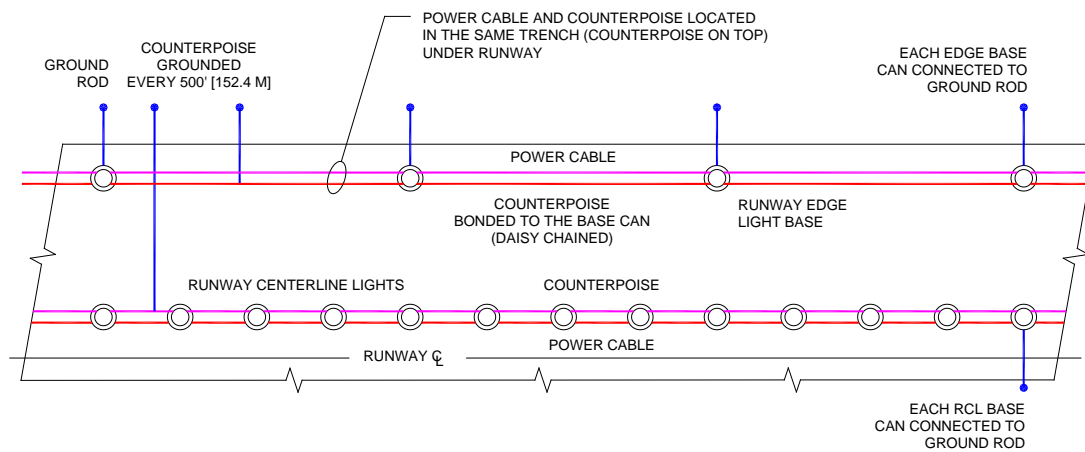 POWER CABLE AND COUNTERPOISE LOCATED
IN THE SAME TRENCH (COUNTERPOISE ON TOP)
UNDER RUNWAY
COUNTERPOISE
GROUNDED
EVERY 500' [152.4 M]
GROUND
ROD
EACH EDGE BASE
CAN CONNECTED TO
GROUND ROD
POWER CABLE
COUNTERPOISE
BONDED TO THE BASE CAN
(DAISY CHAINED)
RUNWAY EDGE
LIGHT BASE
RUNWAY CENTERLINE LIGHTS
COUNTERPOISE
POWER CABLE
RUNWAY ℄
EACH RCL BASE
CAN CONNECTED TO
GROUND ROD